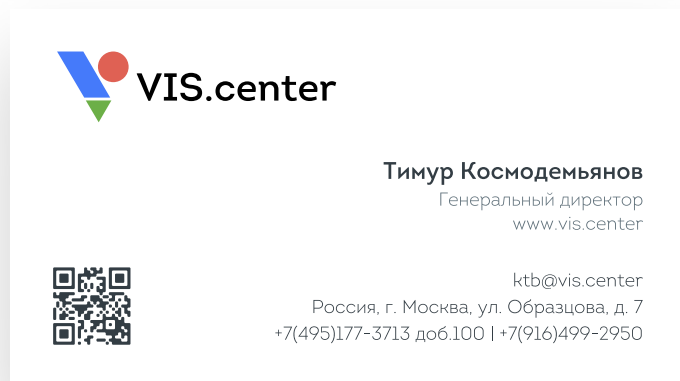 VIS.center
Тимур Космодемьянов
Генеральный директор
www.vis.center
ktb@vis.center
Россия, г. Москва, ул. Образцова, д. 7
+7(495)177-3713 доб.100 | +7(916)499-2950